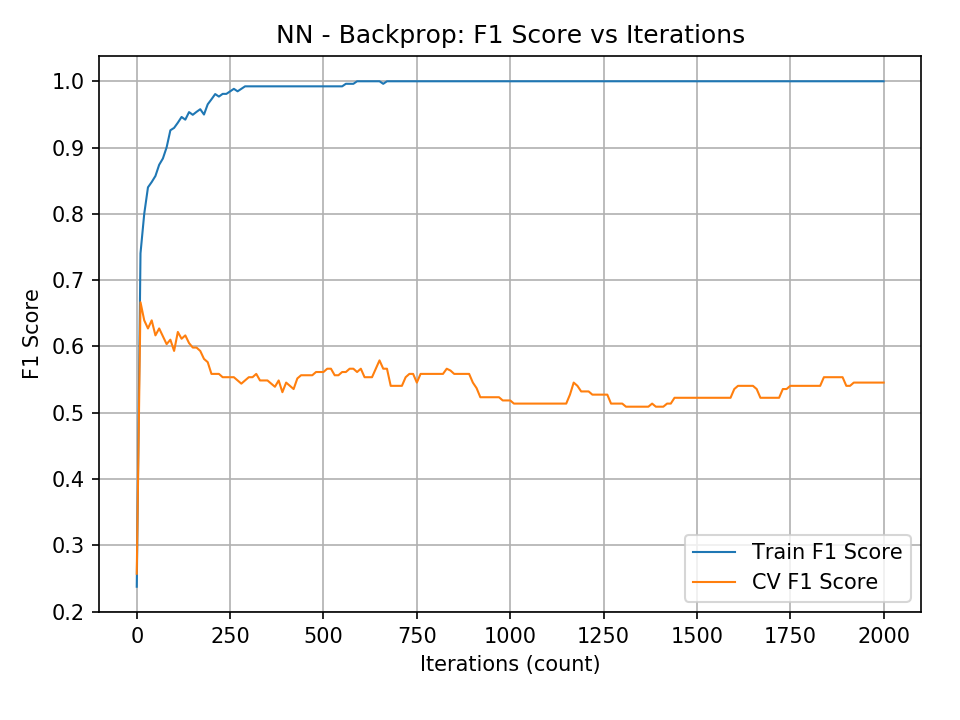 NN - Backprop: F1 Score vs Iterations
F1 Score
1.0
0.9
0.8
0.7
0.6
0.5
0.4
0.3
0.2
0 250 500 750 1000 1250 1500 1750 2000
Iterations (count)
Train F1 Score
CV F1 Score